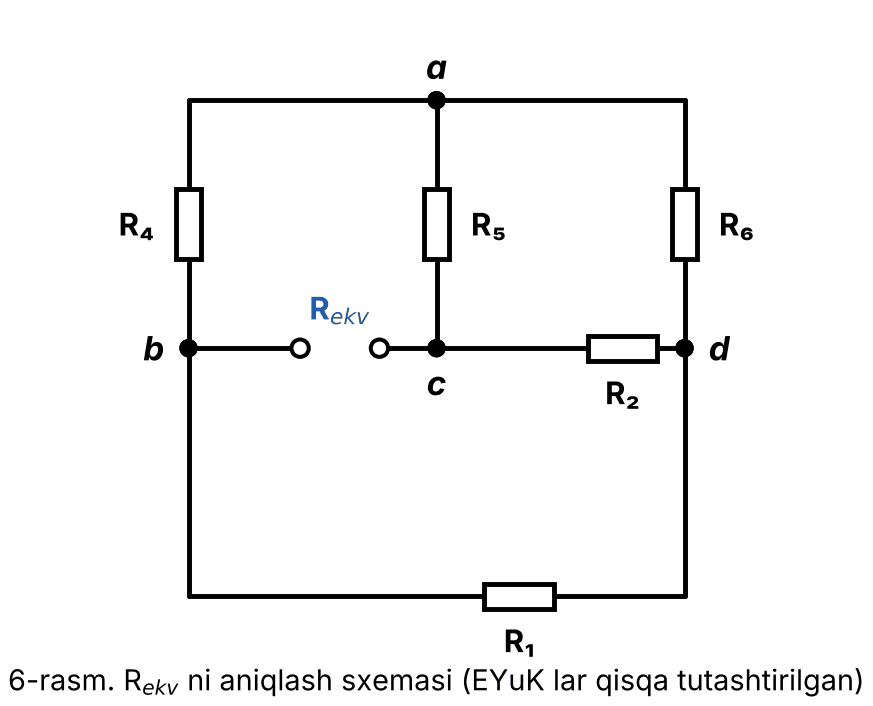 a
R₄
R₅
R₆
Rₑₖᵥ
b
c
d
R₂
R₁
6-rasm. Rₑₖᵥ ni aniqlash sxemasi (EYuK lar qisqa tutashtirilgan)